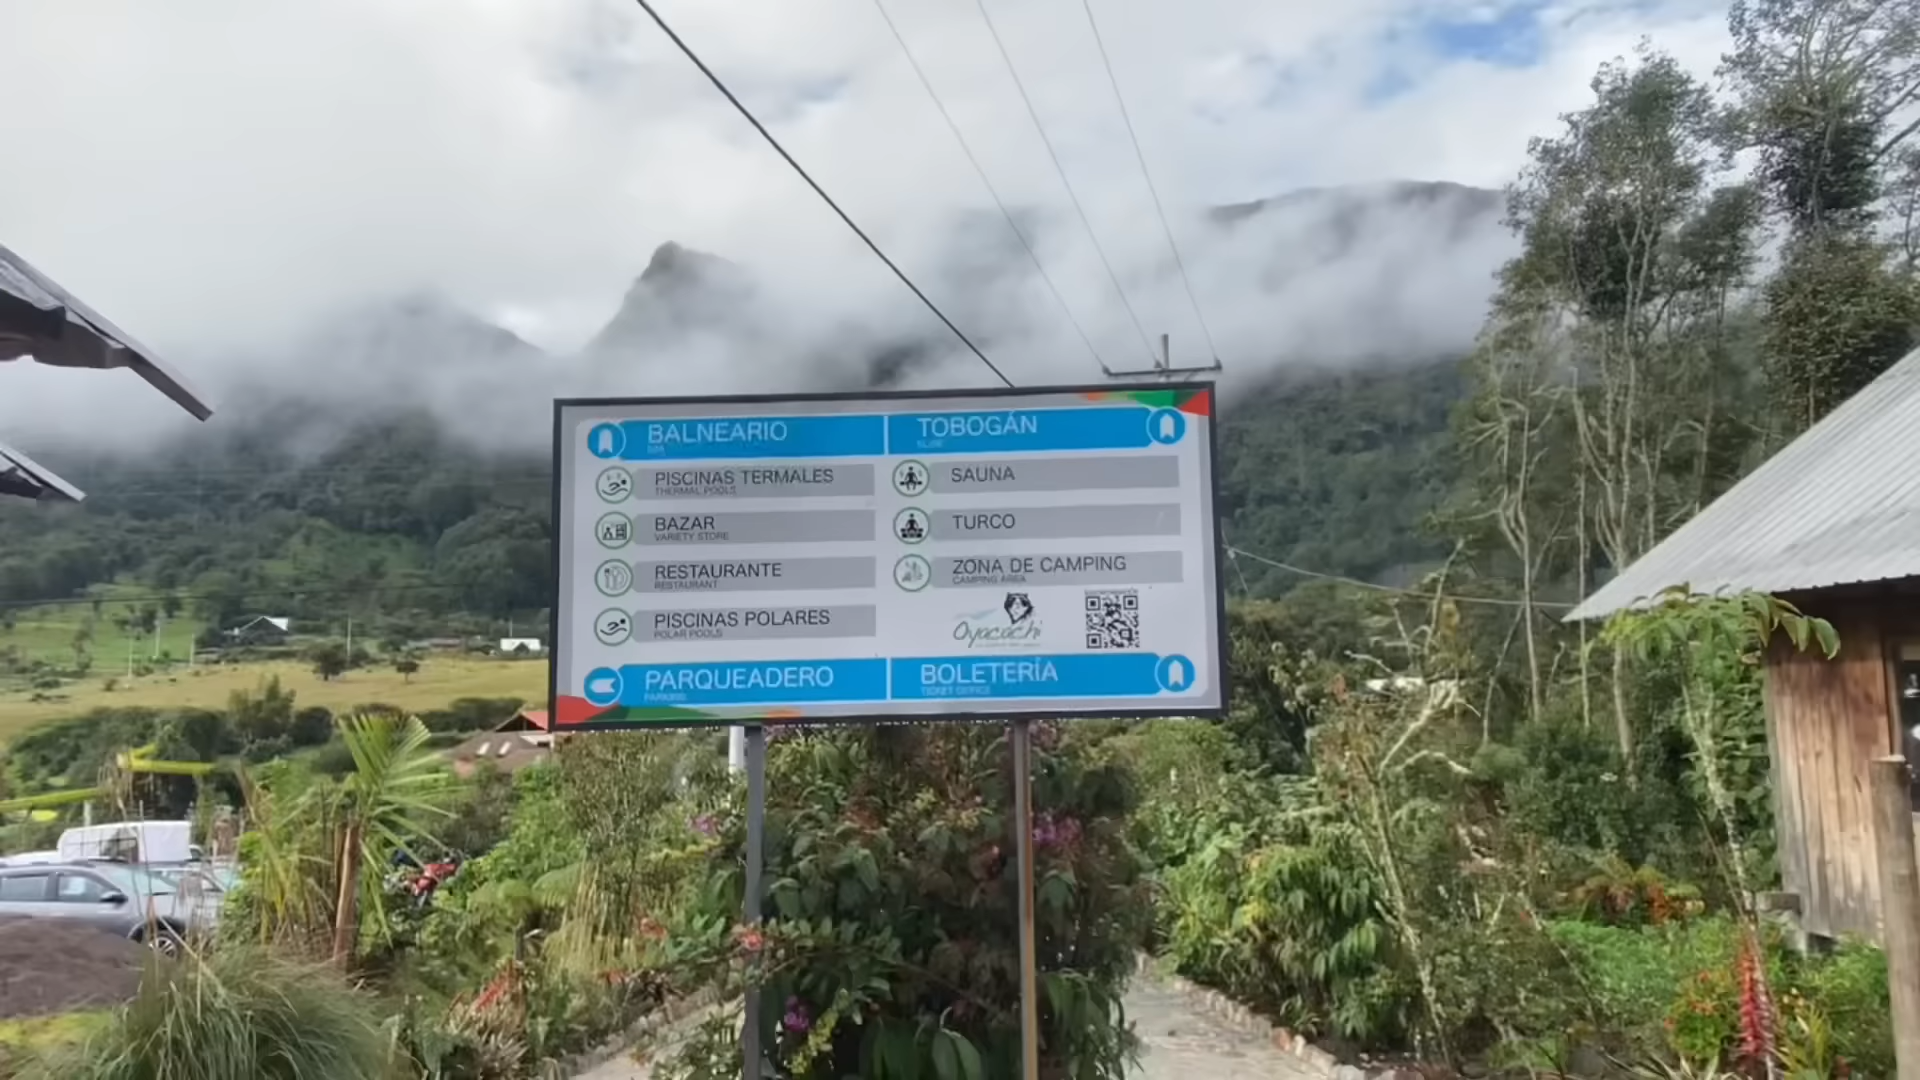 BALNEARIO
SPA
TOBOGÁN
SLIDE
PISCINAS TERMALES
THERMAL POOLS
BAZAR
VARIETY STORE
RESTAURANTE
RESTAURANT
PISCINAS POLARES
POLAR POOLS
SAUNA
TURCO
ZONA DE CAMPING
CAMPING AREA
Oyacachi
PARQUEADERO
PARKING
BOLETERÍA
TICKET OFFICE